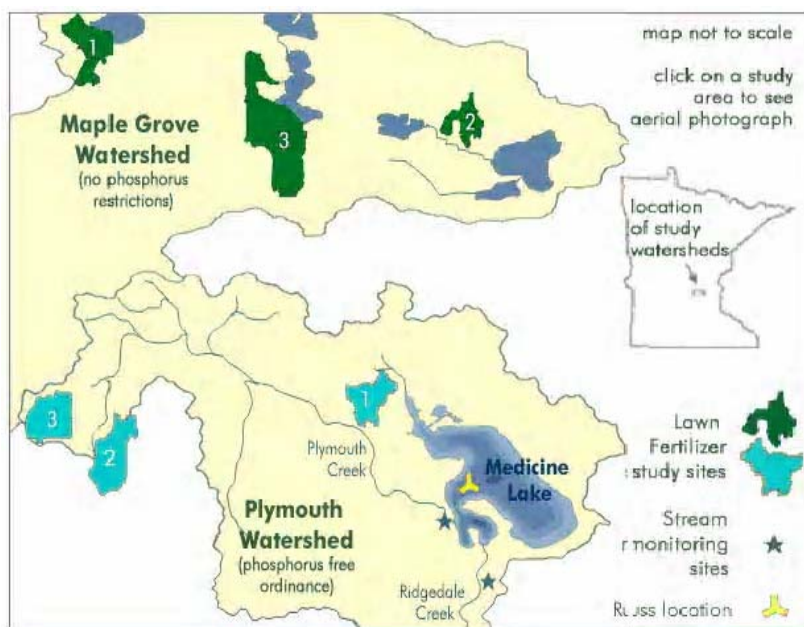 map not to scale
click on a study
area to see
aerial photograph
1
3
2
Maple Grove
Watershed
(no phosphorus
restrictions)
location
of study
watersheds
3
2
1
Plymouth
Creek
Medicine
Lake
Plymouth
Watershed
(phosphorus free
ordinance)
Ridgedale
Creek
Lawn
Fertilizer
study sites
Stream
monitoring
sites
location